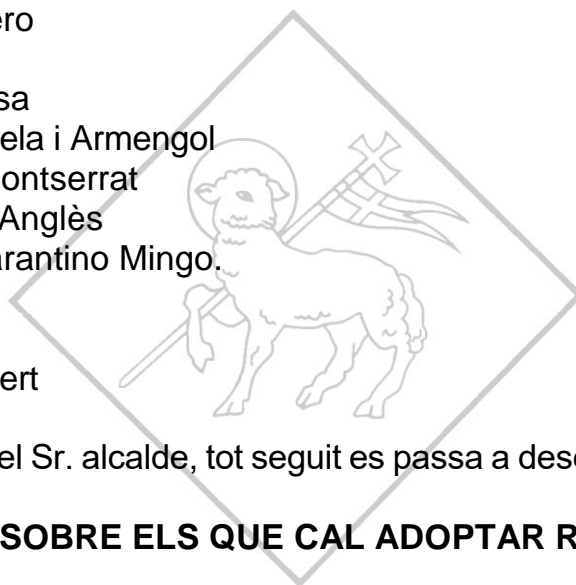 ero
sa
ela i Armengol
ontserrat
Anglès
arantino Mingo.
ert
el Sr. alcalde, tot seguit es passa a des
SOBRE ELS QUE CAL ADOPTAR R